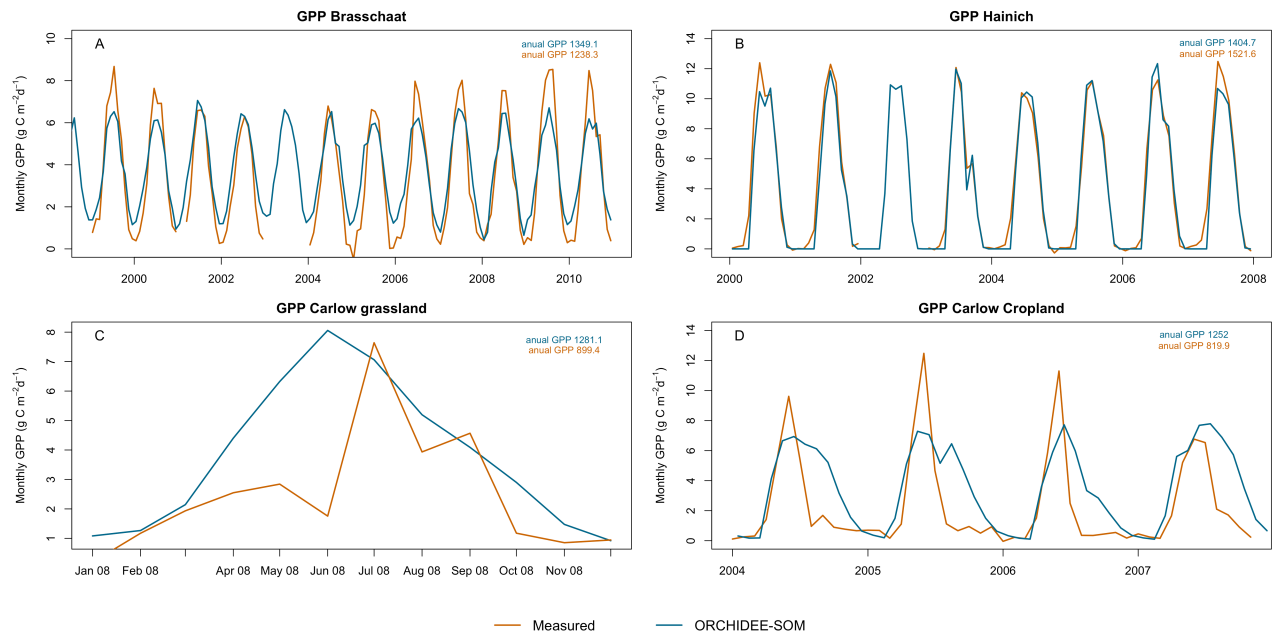 GPP Brasschaat
A
anual GPP 1349.1
anual GPP 1238.3
Monthly GPP (g C m−2d−1)
0
2
4
6
8
10
2000
2002
2004
2006
2008
2010
GPP Hainich
B
anual GPP 1404.7
anual GPP 1521.6
Monthly GPP (g C m−2d−1)
0
2
4
6
8
10
12
14
2000
2002
2004
2006
2008
GPP Carlow grassland
C
anual GPP 1281.1
anual GPP 899.4
Monthly GPP (g C m−2d−1)
1
2
3
4
5
6
7
8
Jan 08
Feb 08
Apr 08
May 08
Jun 08
Jul 08
Aug 08
Sep 08
Oct 08
Nov 08
GPP Carlow Cropland
D
anual GPP 1252
anual GPP 819.9
Monthly GPP (g C m−2d−1)
0
2
4
6
8
10
12
14
2004
2005
2006
2007
Measured
ORCHIDEE-SOM